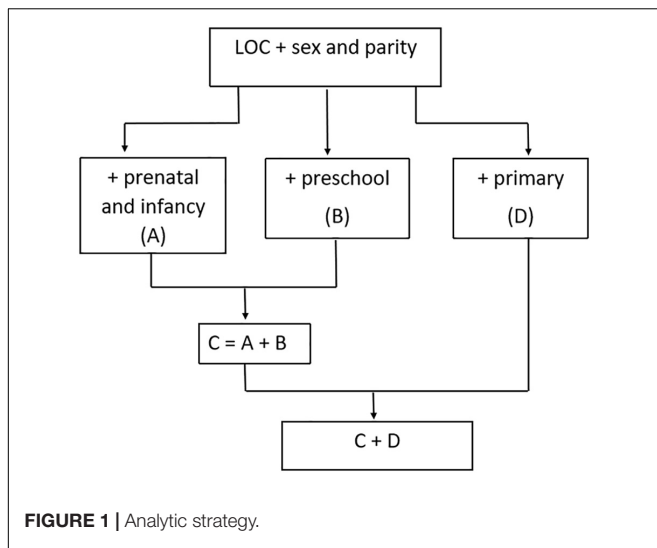 LOC + sex and parity
+ prenatal
and infancy
(A)
+ preschool
(B)
+ primary
(D)
C = A + B
C + D
FIGURE 1 | Analytic strategy.